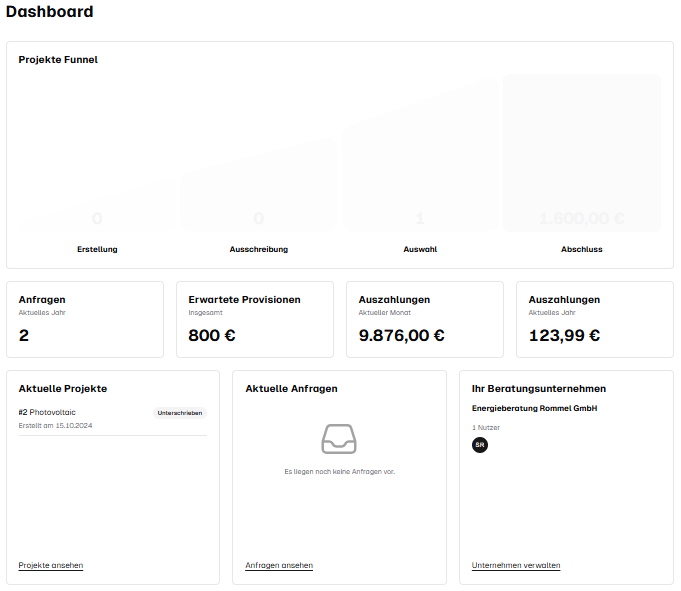 Dashboard
Projekte Funnel
0
0
1
1.600,00 €
Erstellung
Ausschreibung
Auswahl
Abschluss
Anfragen
Aktuelles Jahr
2
Erwartete Provisionen
Insgesamt
800 €
Auszahlungen
Aktueller Monat
9.876,00 €
Auszahlungen
Aktuelles Jahr
123,99 €
Aktuelle Projekte
#2 Photovoltaic
Unterschrieben
Erstellt am 15.10.2024
Projekte ansehen
Aktuelle Anfragen
Es liegen noch keine Anfragen vor.
Anfragen ansehen
Ihr Beratungsunternehmen
Energieberatung Rommel GmbH
1 Nutzer
SR
Unternehmen verwalten